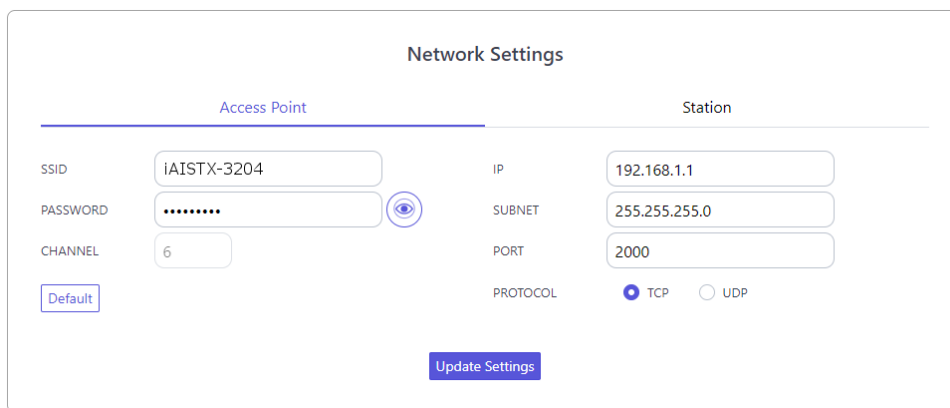 Network Settings
Access Point
Station
SSID
iAISTX-3204
PASSWORD
•••••••••
CHANNEL
6
Default
IP
192.168.1.1
SUBNET
255.255.255.0
PORT
2000
PROTOCOL
TCP
UDP
Update Settings